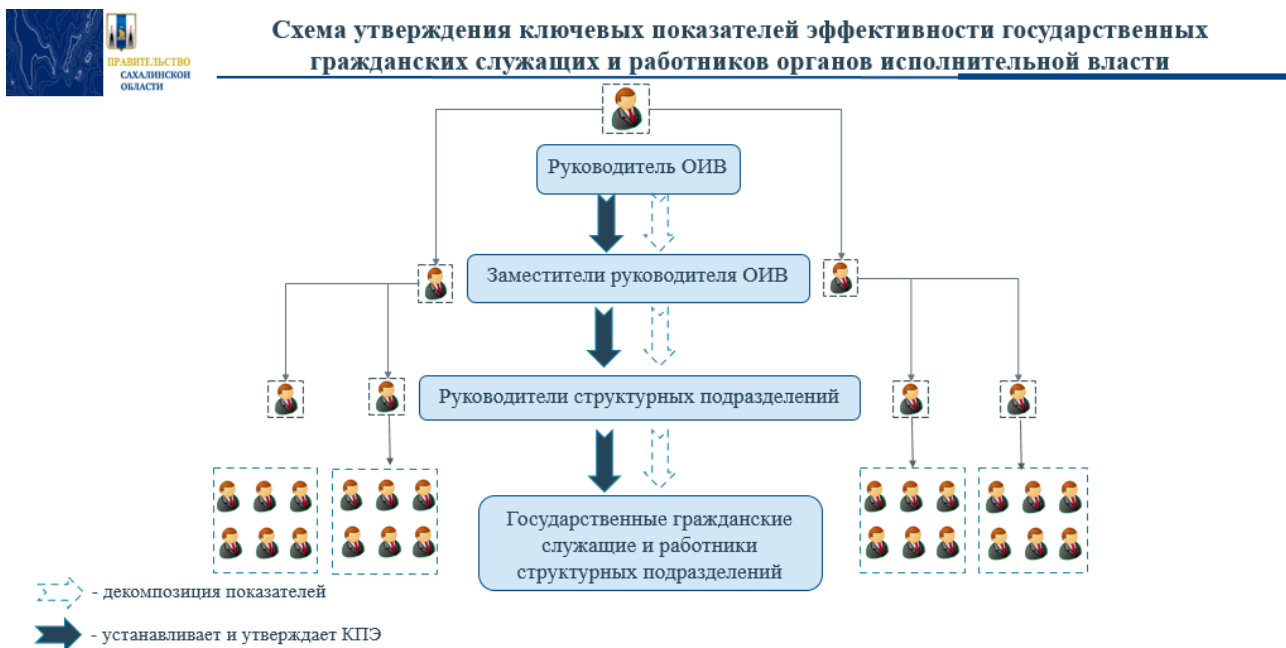 ПРАВИТЕЛЬСТВО
САХАЛИНСКОЙ
ОБЛАСТИ
Схема утверждения ключевых показателей эффективности государственных
гражданских служащих и работников органов исполнительной власти
Руководитель ОИВ
Заместители руководителя ОИВ
Руководители структурных подразделений
Государственные гражданские
служащие и работники
структурных подразделений
- декомпозиция показателей
- устанавливает и утверждает КПЭ